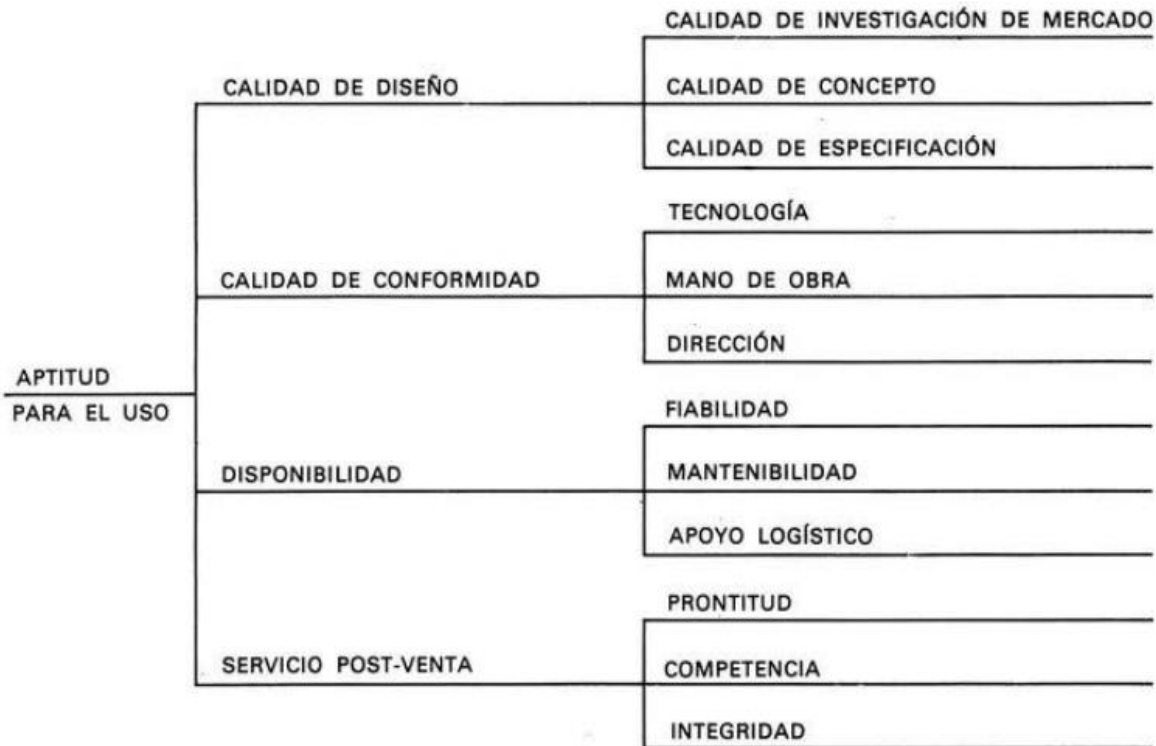 CALIDAD DE INVESTIGACIÓN DE MERCADO
CALIDAD DE DISEÑO
CALIDAD DE CONCEPTO
CALIDAD DE ESPECIFICACIÓN
TECNOLOGÍA
CALIDAD DE CONFORMIDAD
MANO DE OBRA
DIRECCIÓN
APTITUD
PARA EL USO
FIABILIDAD
DISPONIBILIDAD
MANTENIBILIDAD
APOYO LOGÍSTICO
PRONTITUD
SERVICIO POST-VENTA
COMPETENCIA
INTEGRIDAD